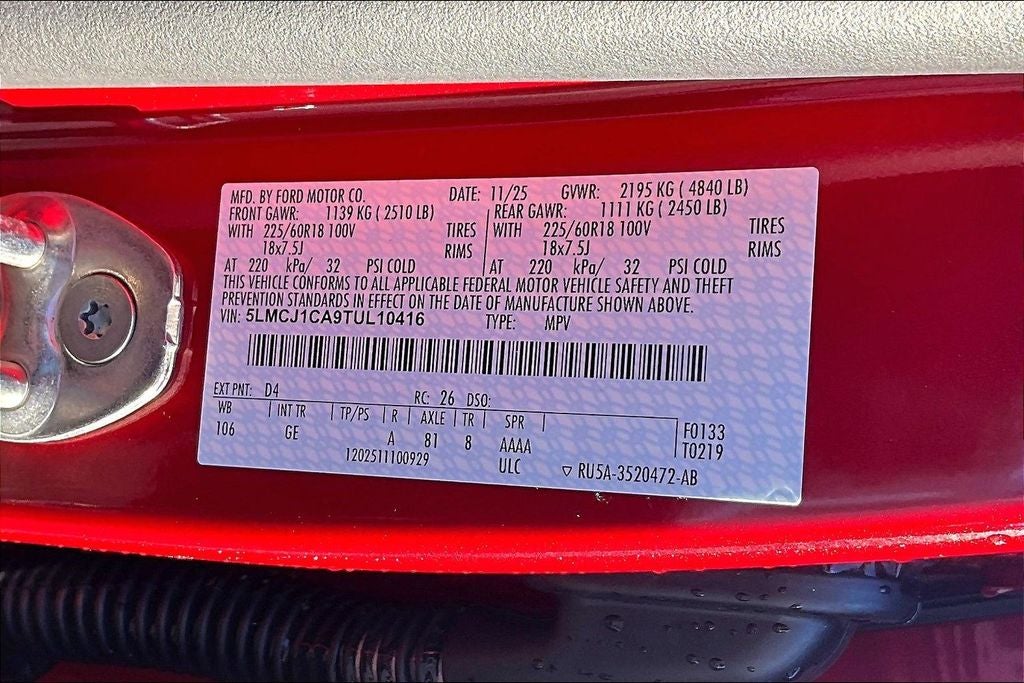 MFD. BY FORD MOTOR CO. DATE: 11/25 GVWR: 2195 KG ( 4840 LB)
FRONT GAWR: 1139 KG ( 2510 LB) REAR GAWR: 1111 KG ( 2450 LB)
WITH 225/60R18 100V TIRES WITH 225/60R18 100V TIRES
18x7.5J RIMS 18x7.5J RIMS
AT 220 kPa/ 32 PSI COLD AT 220 kPa/ 32 PSI COLD
THIS VEHICLE CONFORMS TO ALL APPLICABLE FEDERAL MOTOR VEHICLE SAFETY AND THEFT
PREVENTION STANDARDS IN EFFECT ON THE DATE OF MANUFACTURE SHOWN ABOVE.
VIN: 5LMCJ1CA9TUL10416 TYPE: MPV
EXT PNT: D4 RC: 26 DSO:
WB INT TR TP/PS R AXLE TR SPR
106 GE A 81 8 AAAA F0133
1202511100929 ULC T0219
▽ RU5A-3520472-AB